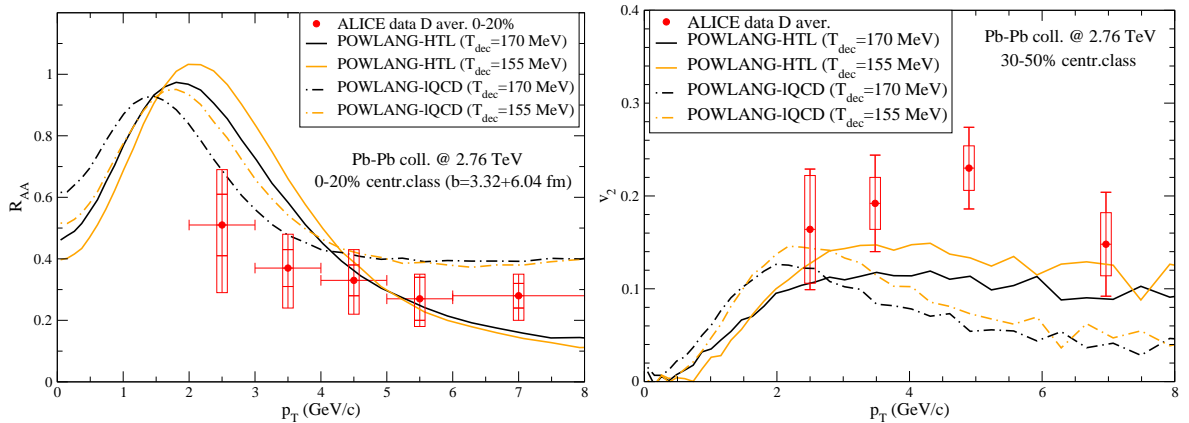 ALICE data D aver. 0-20%
POWLANG-HTL (T_dec=170 MeV)
POWLANG-HTL (T_dec=155 MeV)
POWLANG-lQCD (T_dec=170 MeV)
POWLANG-lQCD (T_dec=155 MeV)
Pb-Pb coll. @ 2.76 TeV
0-20% centr.class (b=3.32+6.04 fm)
R_AA
1
0.8
0.6
0.4
0.2
0
0 1 2 3 4 5 6 7 8
p_T (GeV/c)
ALICE data D aver.
POWLANG-HTL (T_dec=170 MeV)
POWLANG-HTL (T_dec=155 MeV)
POWLANG-lQCD (T_dec=170 MeV)
POWLANG-lQCD (T_dec=155 MeV)
Pb-Pb coll. @ 2.76 TeV
30-50% centr.class
v_2
0.4
0.3
0.2
0.1
0
0 2 4 6 8
p_T (GeV/c)